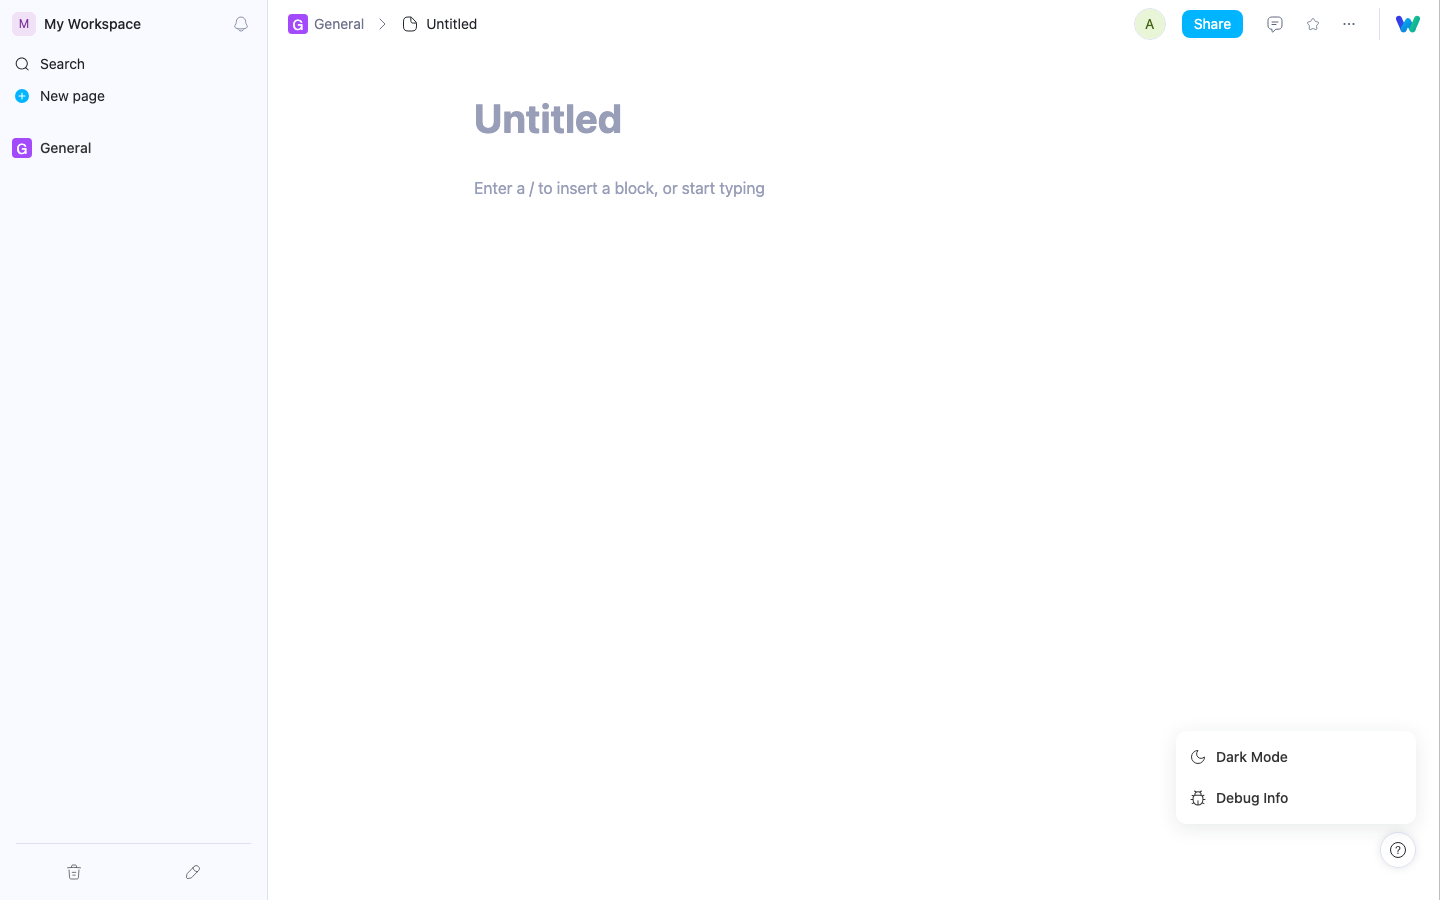 M My Workspace
Search
New page
G General
G General Untitled
A Share
Untitled
Enter a / to insert a block, or start typing
Dark Mode
Debug Info
?